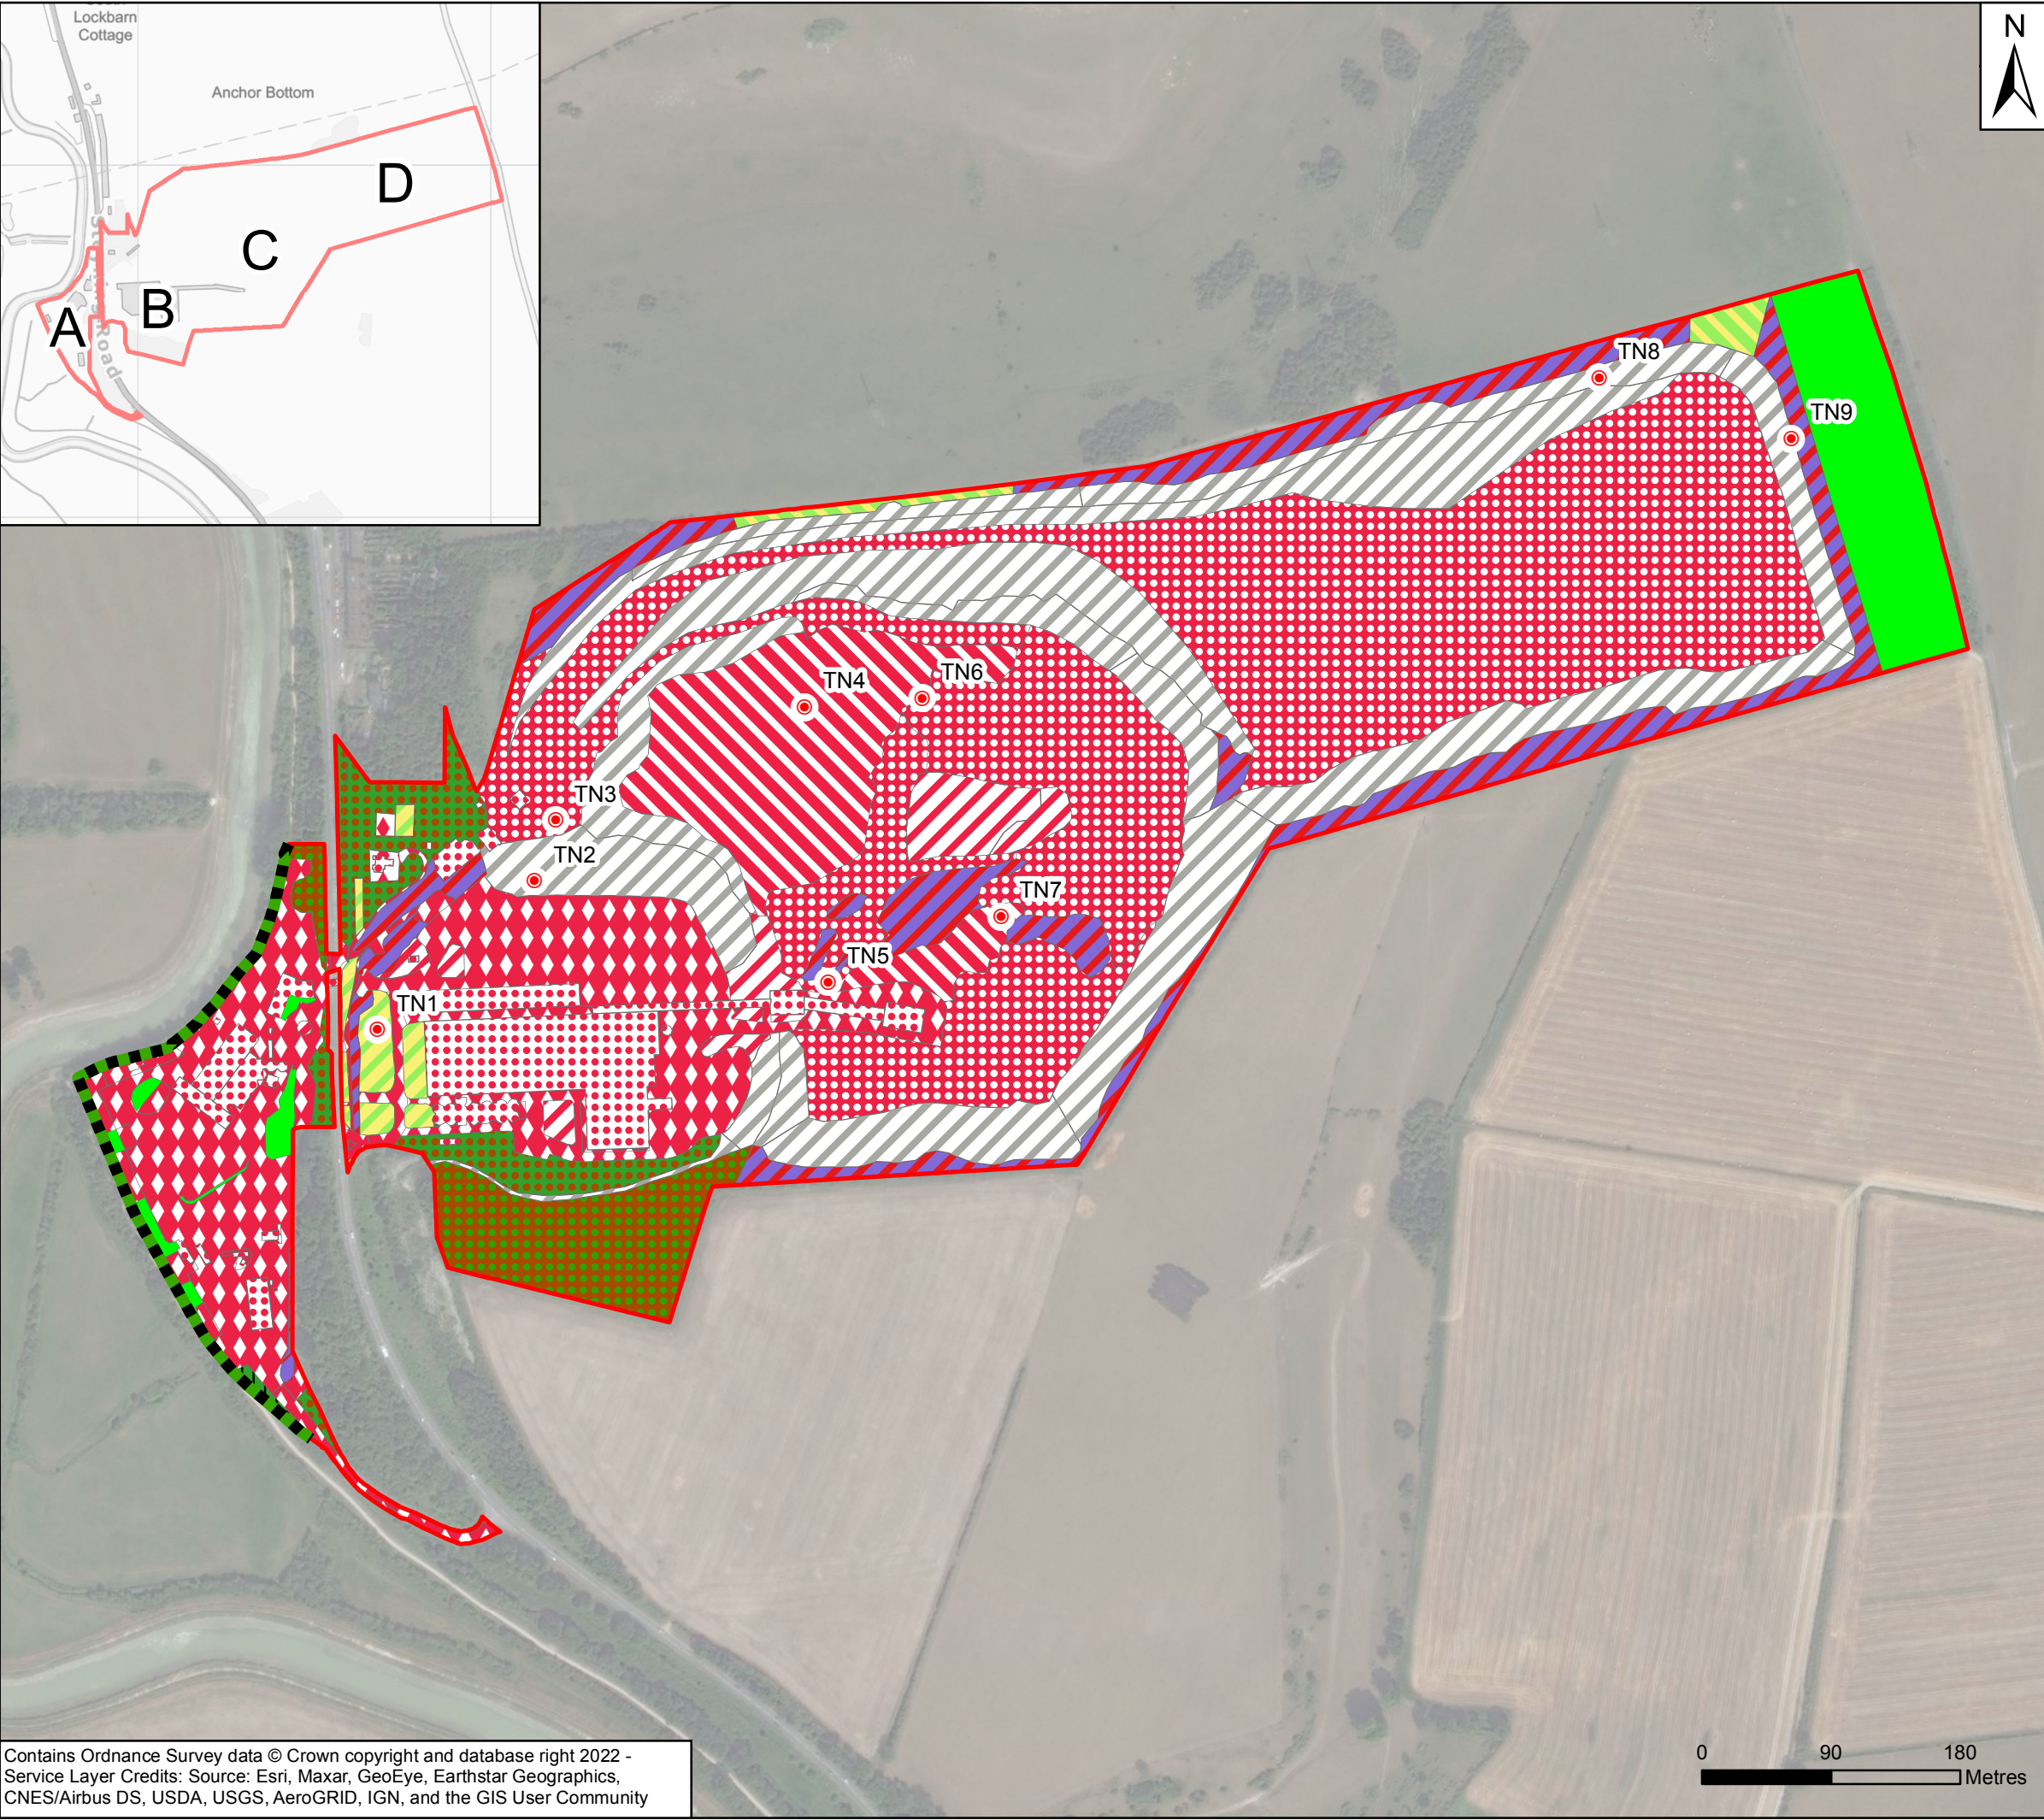 Lockbarn
Cottage
Anchor Bottom
D
C
B
A
Road
N
TN8
TN9
TN4
TN6
TN3
TN2
TN7
TN5
TN1
Contains Ordnance Survey data © Crown copyright and database right 2022 -
Service Layer Credits: Source: Esri, Maxar, GeoEye, Earthstar Geographics,
CNES/Airbus DS, USDA, USGS, AeroGRID, IGN, and the GIS User Community
0 90 180
Metres